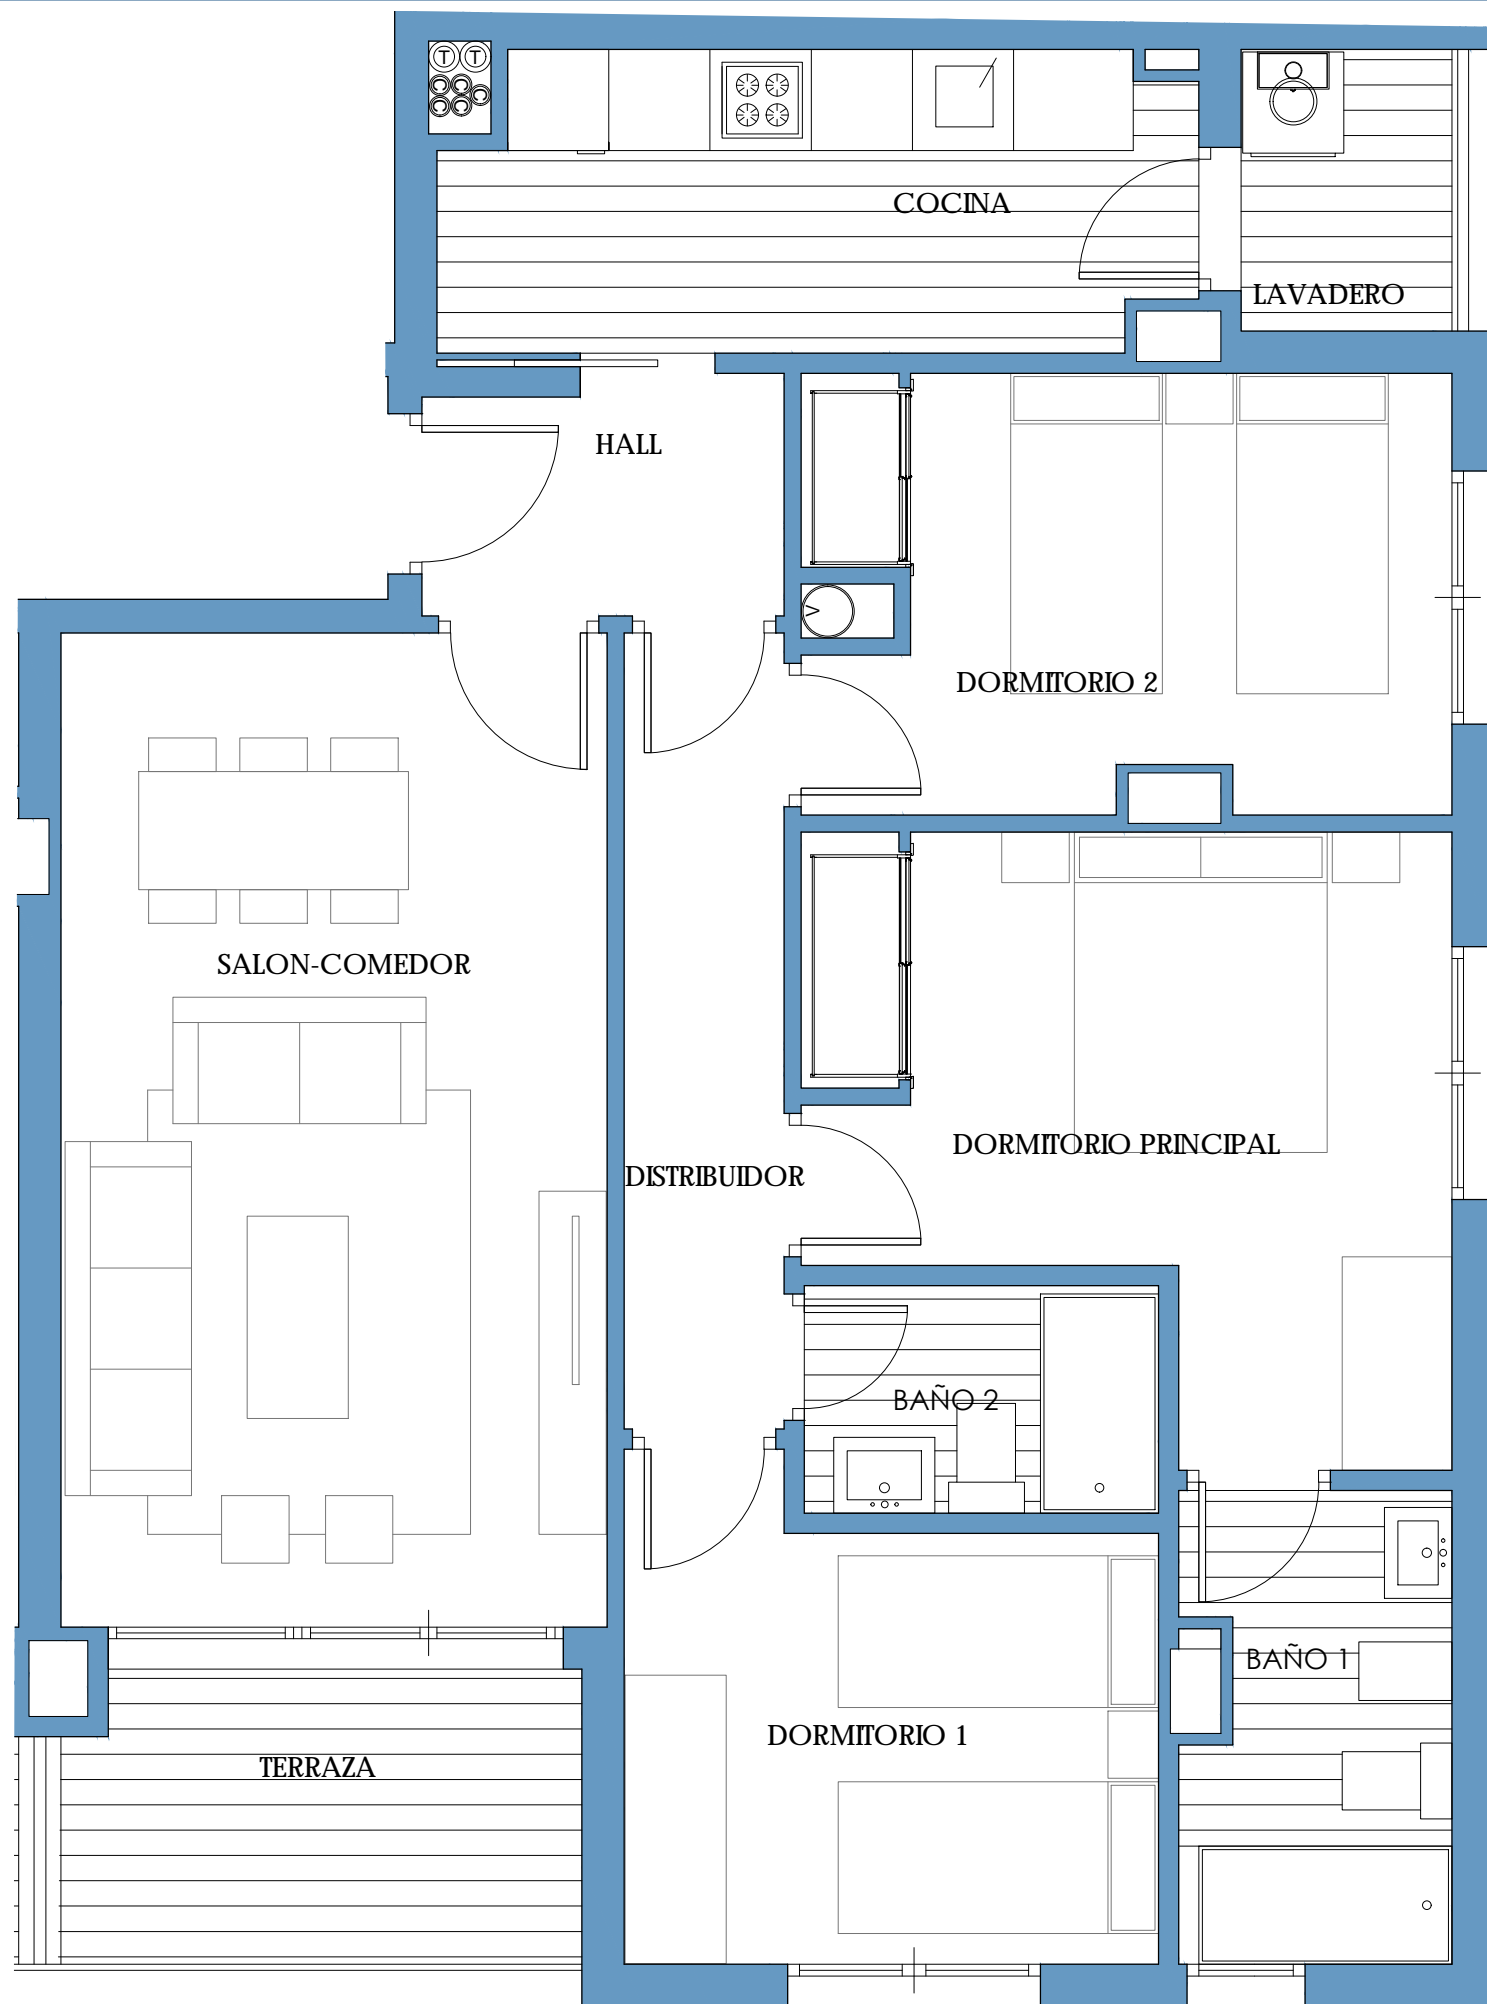 T T
C C C
C C
COCINA
LAVADERO
HALL
V
DORMITORIO 2
SALON-COMEDOR
DORMITORIO PRINCIPAL
DISTRIBUIDOR
BAÑO 2
BAÑO 1
DORMITORIO 1
TERRAZA